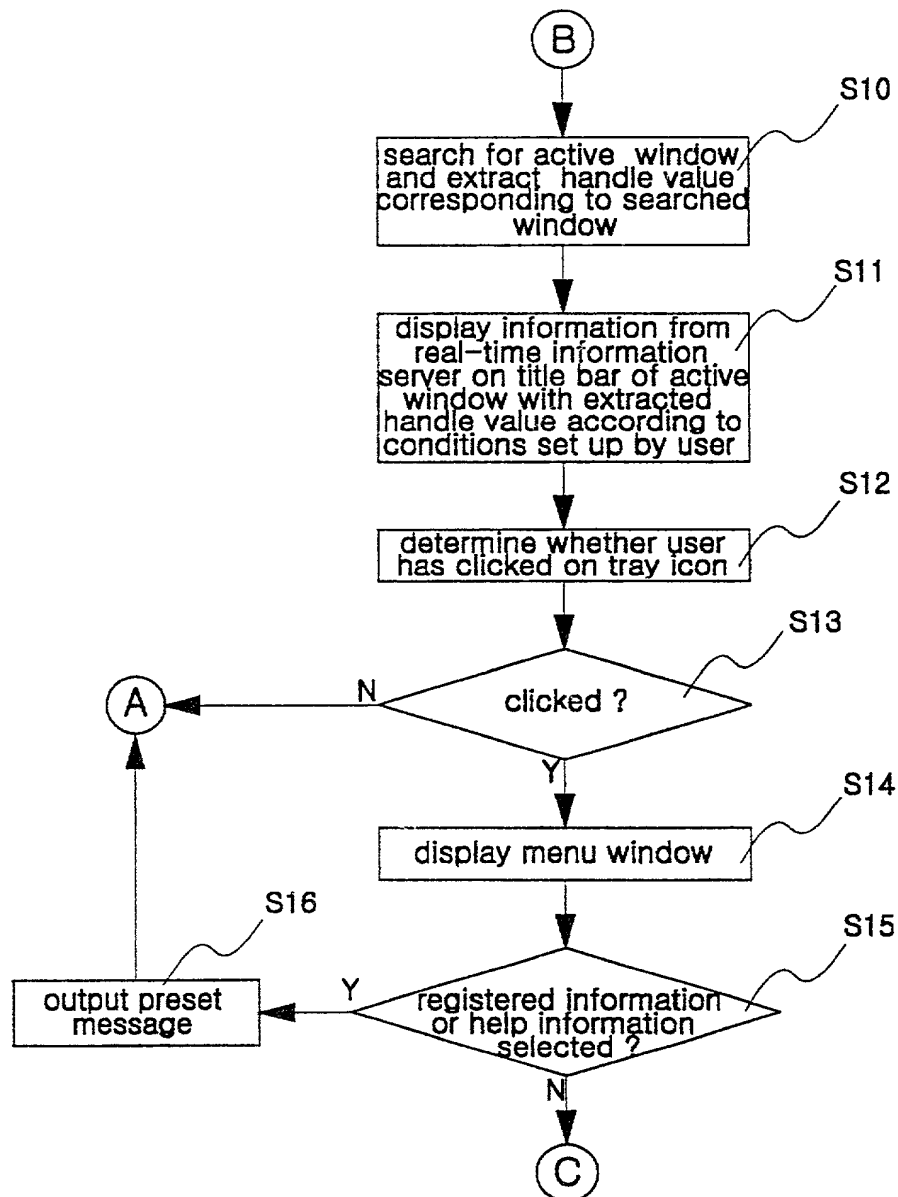 B
S10
search for active window
and extract handle value
corresponding to searched
window
S11
display information from
real-time information
server on title bar of active
window with extracted
handle value according to
conditions set up by user
S12
determine whether user
has clicked on tray icon
S13
A
N
clicked ?
Y
S14
display menu window
S16
S15
output preset
message
Y
registered information
or help information
selected ?
N
C